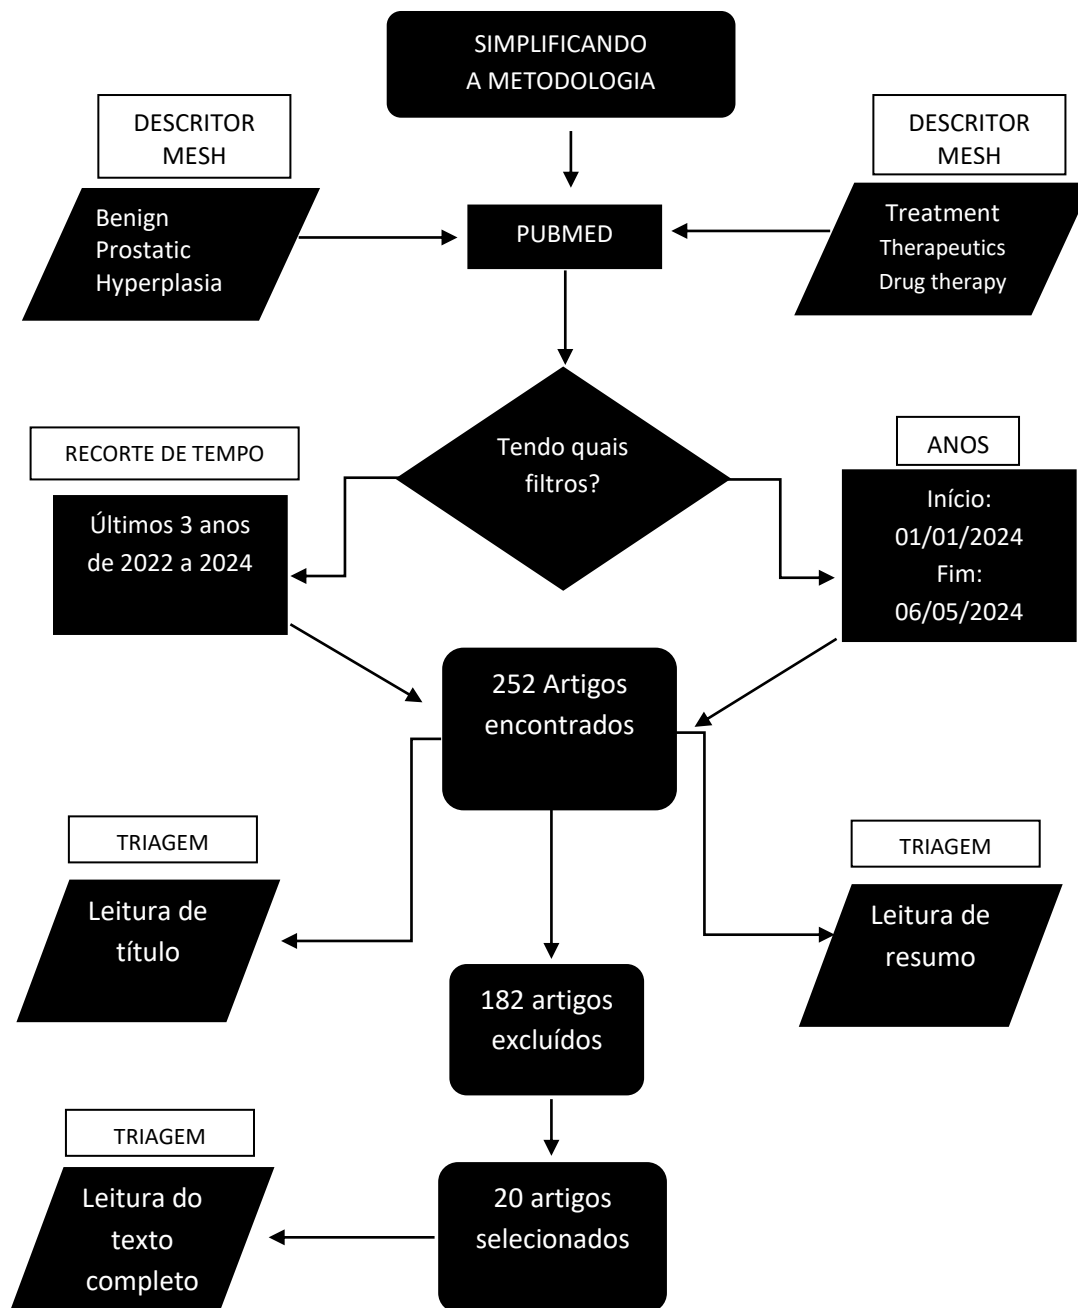 SIMPLIFICANDO
A METODOLOGIA
DESCRITOR
MESH
DESCRITOR
MESH
Benign
Prostatic
Hyperplasia
PUBMED
Treatment
Therapeutics
Drug therapy
Tendo quais
filtros?
RECORTE DE TEMPO
Últimos 3 anos
de 2022 a 2024
ANOS
Início:
01/01/2024
Fim:
06/05/2024
252 Artigos
encontrados
TRIAGEM
Leitura de
título
TRIAGEM
Leitura de
resumo
182 artigos
excluídos
TRIAGEM
Leitura do
texto
completo
20 artigos
selecionados